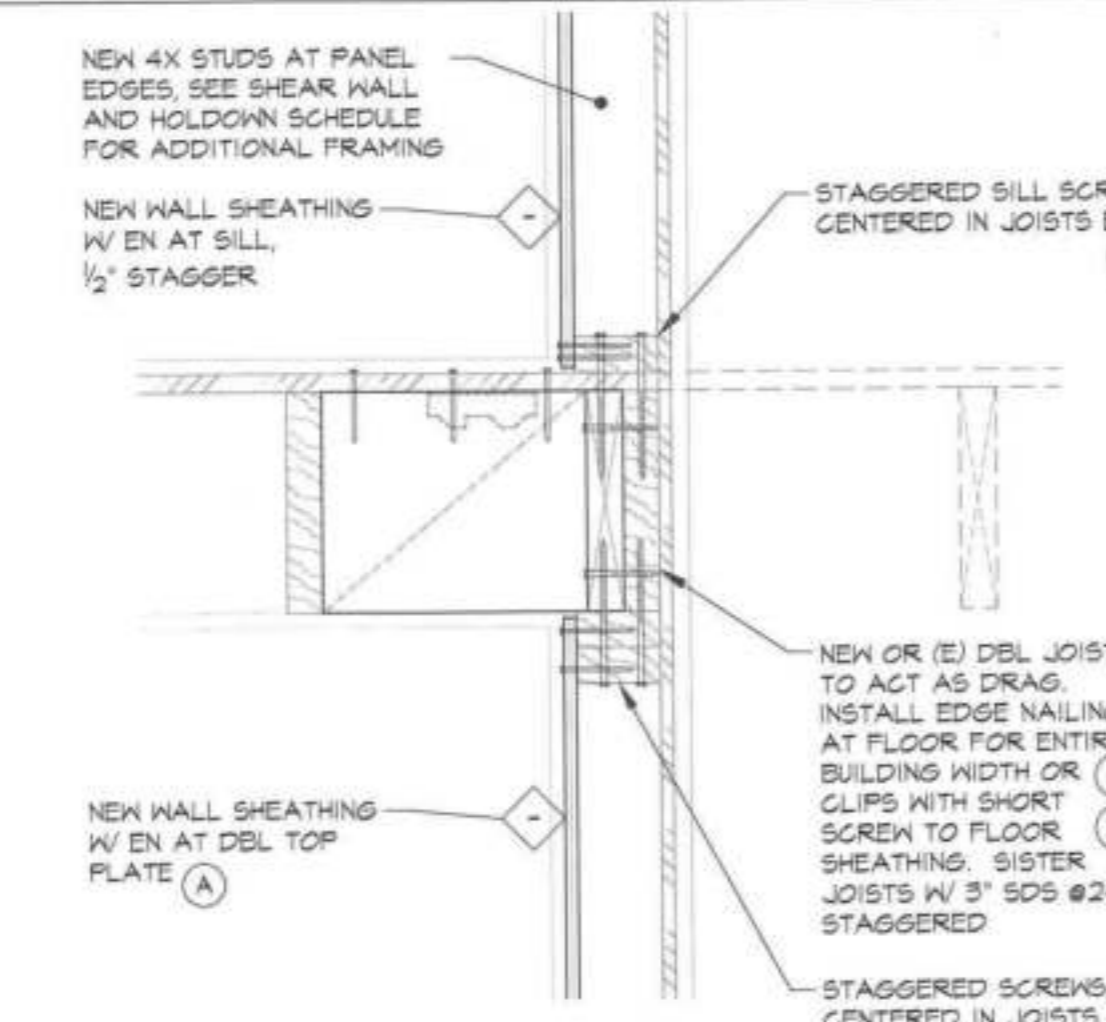 NEW 4X STUDS AT PANEL
EDGES, SEE SHEAR WALL
AND HOLDOWN SCHEDULE
FOR ADDITIONAL FRAMING
NEW WALL SHEATHING
W/ EN AT SILL,
½" STAGGER
-
STAGGERED SILL
CENTERED IN JOISTS
NEW OR (E) DBL
TO ACT AS DRAG.
INSTALL EDGE
AT FLOOR FOR
BUILDING WIDTH OR
CLIPS WITH SHORT
SCREW TO FLOOR
SHEATHING. SISTER
JOISTS W/ 3" SDS
STAGGERED
NEW WALL SHEATHING
W/ EN AT DBL TOP
PLATE A
-
STAGGERED SCREWS
CENTERED IN JOISTS